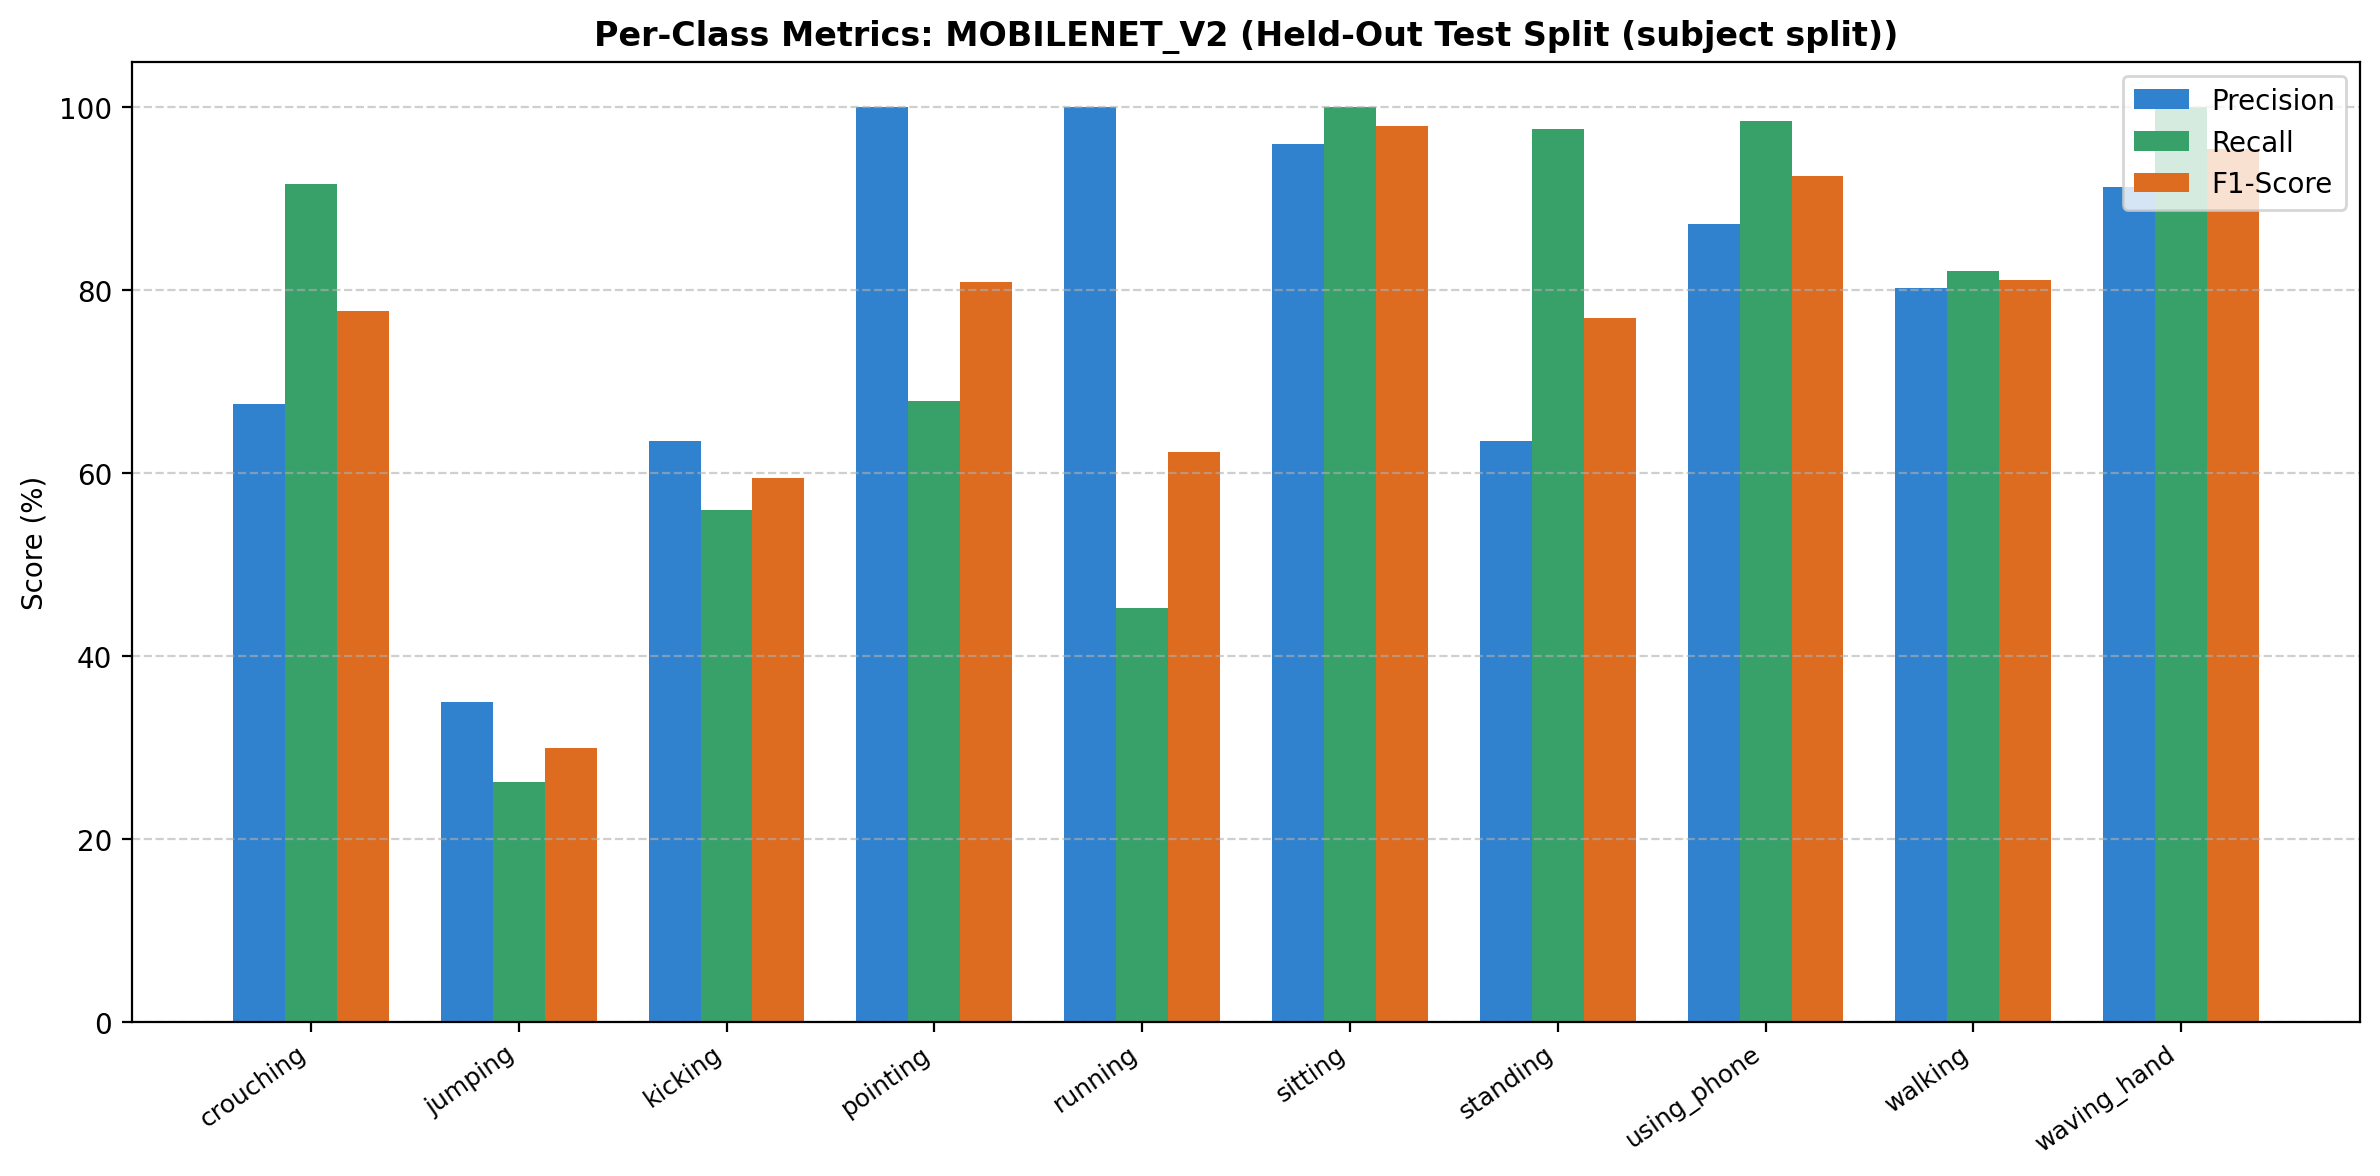 Per-Class Metrics: MOBILENET_V2 (Held-Out Test Split (subject split))
Precision
Recall
F1-Score
Score (%)
100
80
60
40
20
0
crouching
jumping
kicking
pointing
running
sitting
standing
using_phone
walking
waving_hand